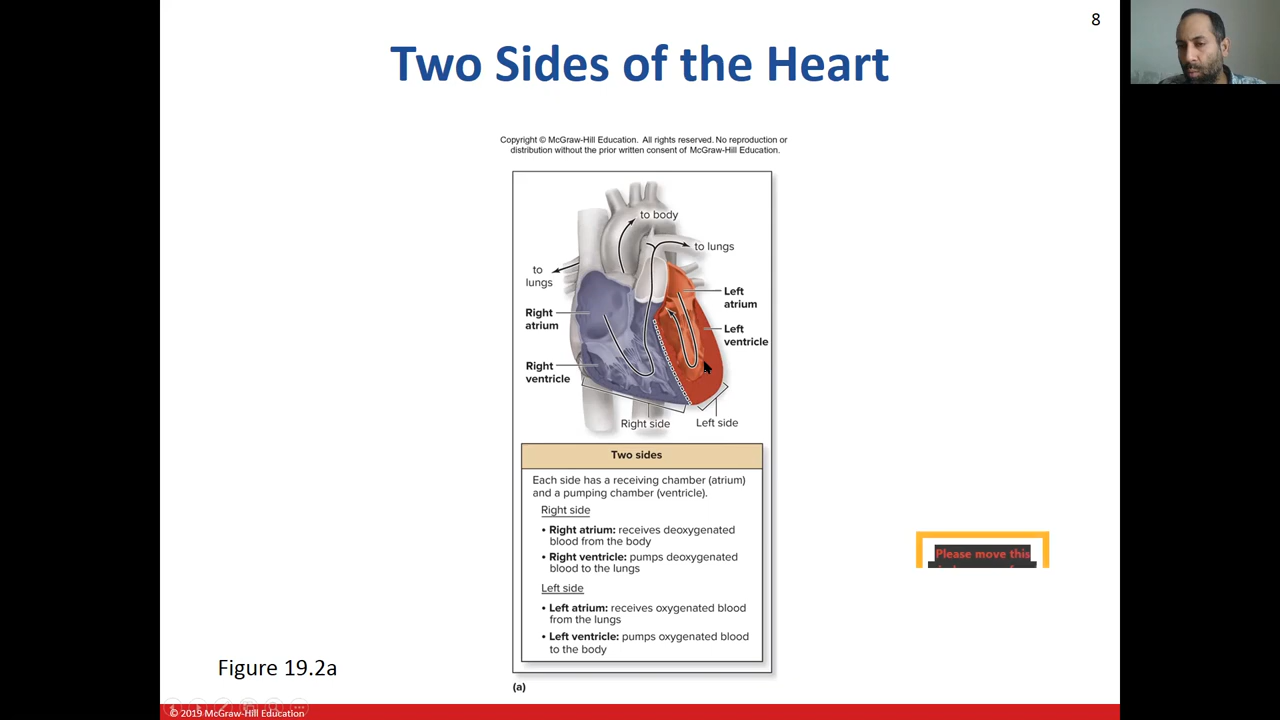 8
Two Sides of the Heart
Copyright © McGraw-Hill Education. All rights reserved. No reproduction or
distribution without the prior written consent of McGraw-Hill Education.
to body
to lungs
to
lungs
Left
atrium
Right
atrium
Left
ventricle
Right
ventricle
Right side
Left side
Two sides
Each side has a receiving chamber (atrium)
and a pumping chamber (ventricle).
Right side
• Right atrium: receives deoxygenated
blood from the body
• Right ventricle: pumps deoxygenated
blood to the lungs
Left side
• Left atrium: receives oxygenated blood
from the lungs
• Left ventricle: pumps oxygenated blood
to the body
Please move this
Figure 19.2a
(a)
© 2019 McGraw-Hill Education